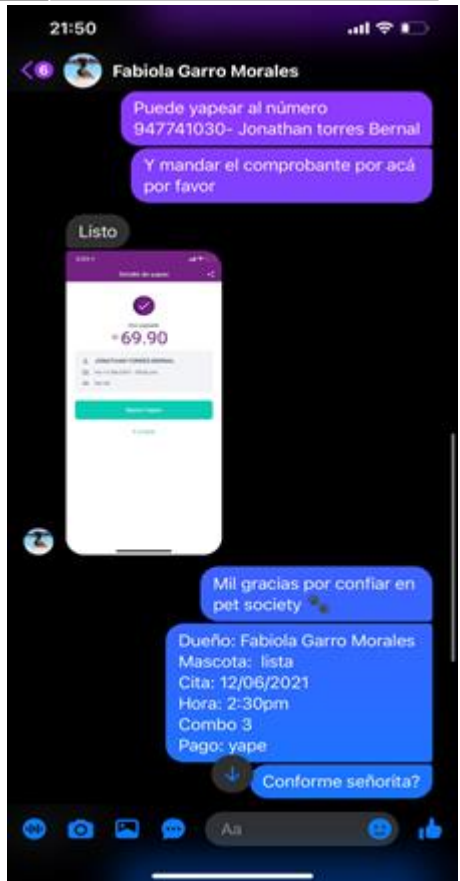 21:50
6
Fabiola Garro Morales
Puede yapear al número
947741030- Jonathan torres Bernal
Y mandar el comprobante por acá
por favor
Listo
69.90
JONATHAN TORRES BERNAL
Mil gracias por confiar en
pet society
Dueño: Fabiola Garro Morales
Mascota: lista
Cita: 12/06/2021
Hora: 2:30pm
Combo 3
Pago: yape
Conforme señorita?
Aa